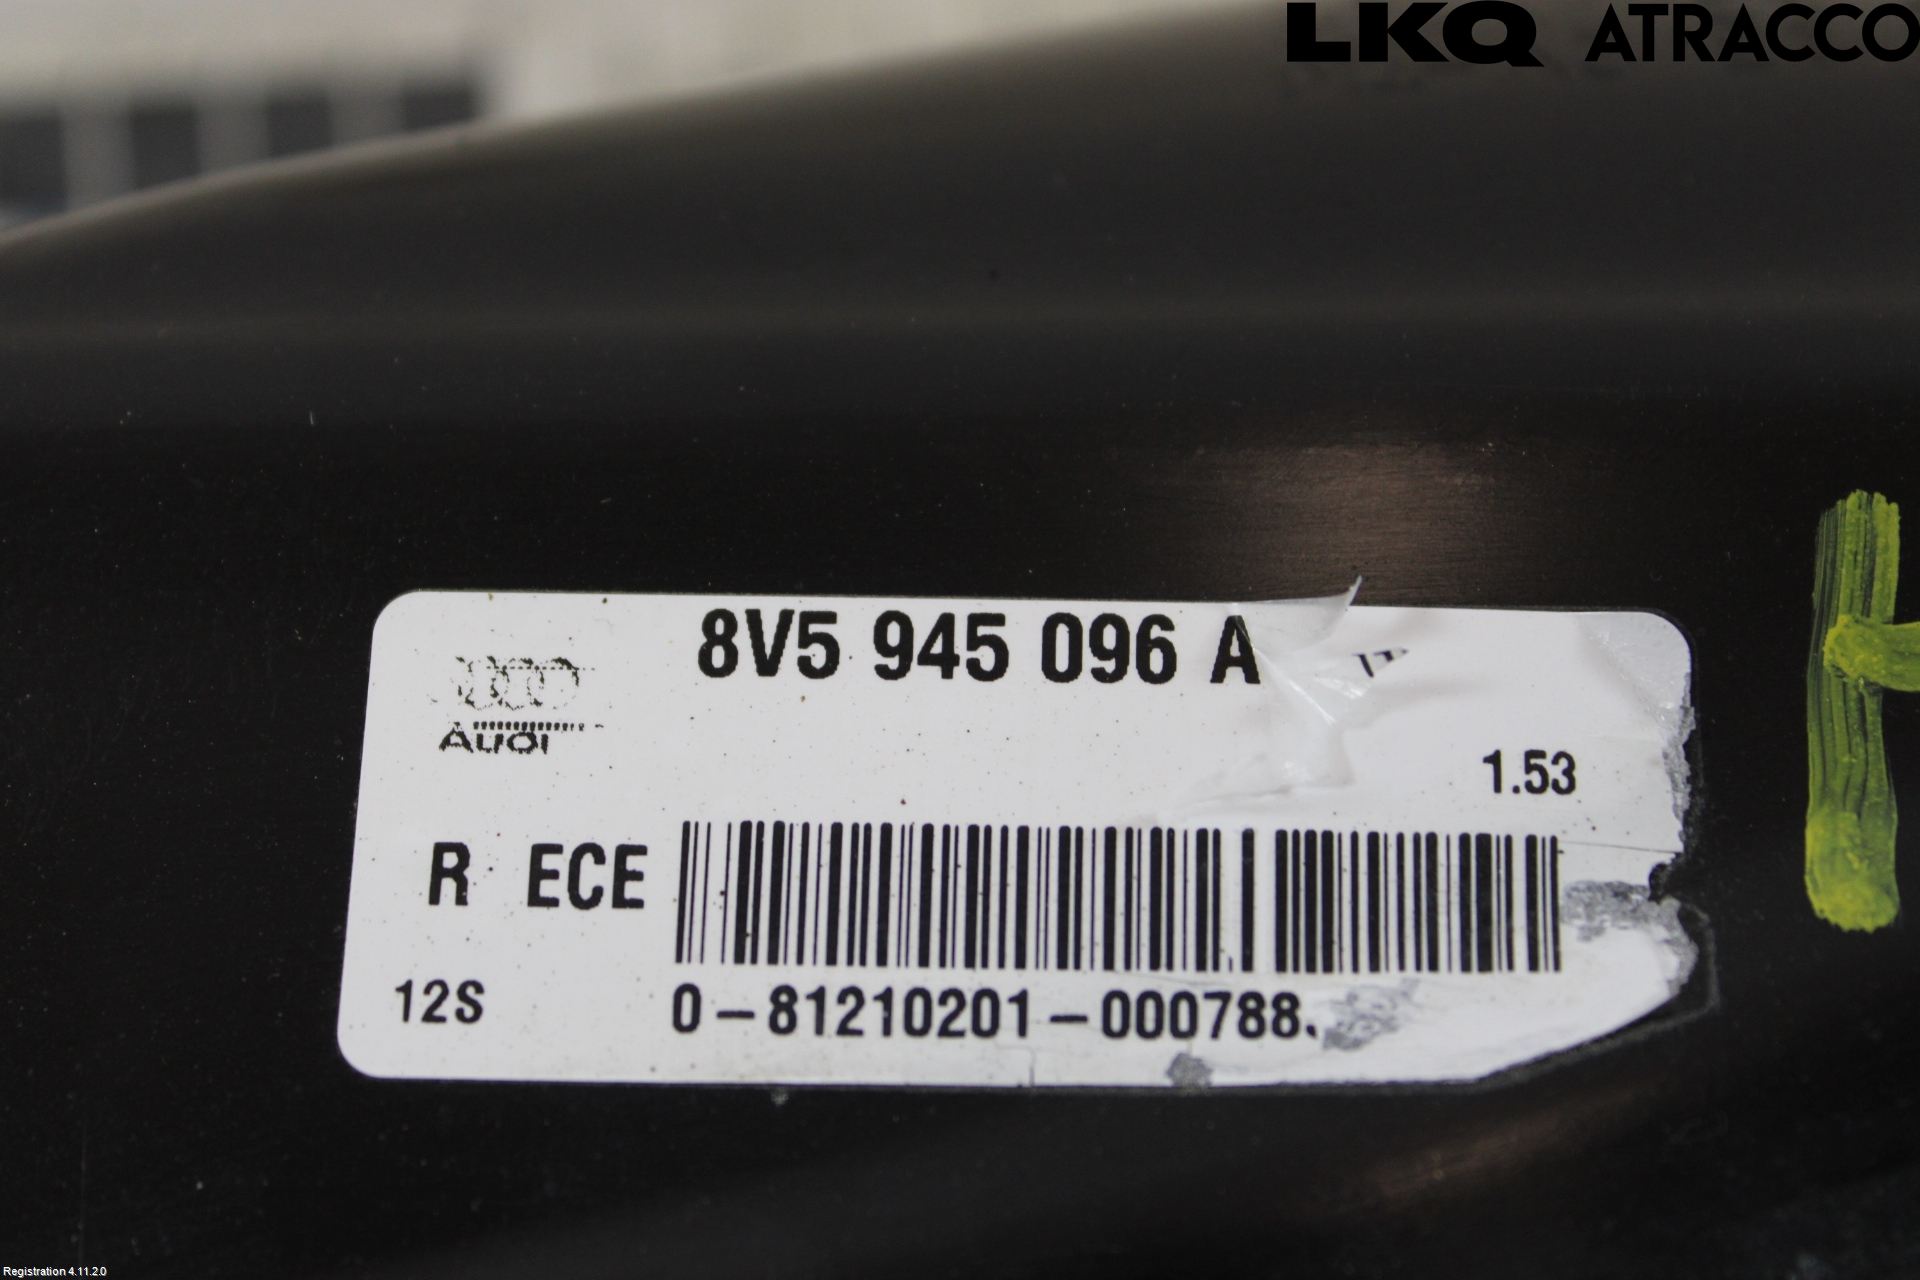 LKQ ATRACCO
8V5 945 096 A
Audi
1.53
R ECE
12S
0-81210201-000788
Registration 4.11.2.0